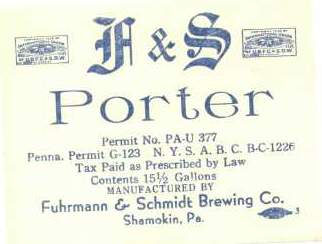 F & S
Porter
Permit No. PA-U 377
Penna. Permit G-123 N. Y. S. A. B. C. B-C-1226
Tax Paid as Prescribed by Law
Contents 15½ Gallons
MANUFACTURED BY
Fuhrmann & Schmidt Brewing Co.
Shamokin, Pa.
3